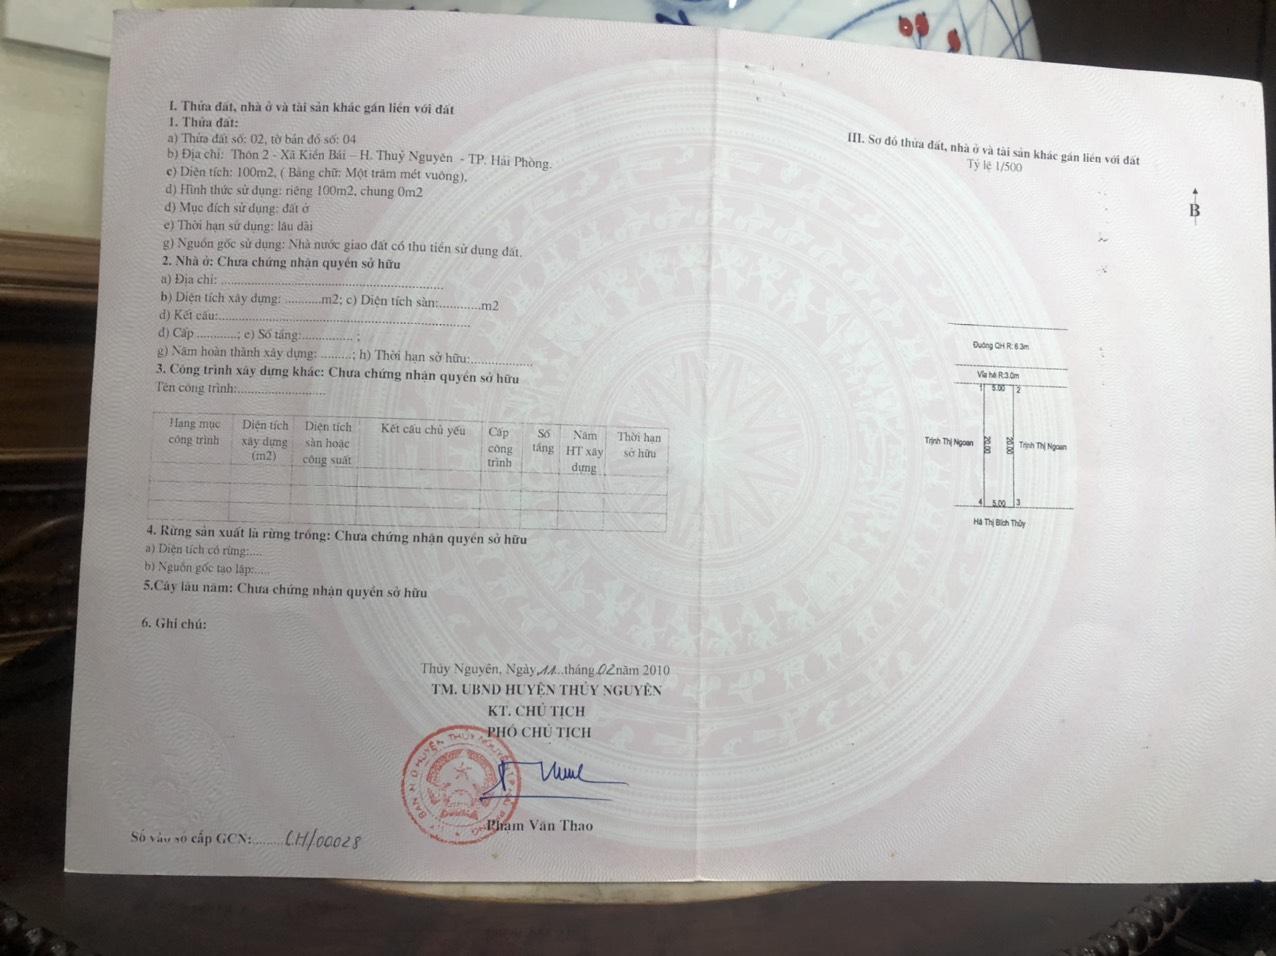 I. Thửa đất, nhà ở và tài sản khác gắn liền với đất
1. Thửa đất:
a) Thửa đất số: 02, tờ bản đồ số: 04
b) Địa chỉ: Thôn 2 - Xã Kiền Bái – H. Thuỷ Nguyên - TP. Hải Phòng.
c) Diện tích: 100m2, ( Bằng chữ: Một trăm mét vuông),
d) Hình thức sử dụng: riêng 100m2, chung 0m2
đ) Mục đích sử dụng: đất ở
e) Thời hạn sử dụng: lâu dài
g) Nguồn gốc sử dụng: Nhà nước giao đất có thu tiền sử dụng đất.
2. Nhà ở: Chưa chứng nhận quyền sở hữu
a) Địa chỉ: ...............................................
b) Diện tích xây dựng: ..........m2; c) Diện tích sàn:............m2
d) Kết cấu:......................................................
đ) Cấp ...........; e) Số tầng:.............. ;
g) Năm hoàn thành xây dựng: ........; h) Thời hạn sở hữu:................
3. Công trình xây dựng khác: Chưa chứng nhận quyền sở hữu
Tên công trình:.......................
Hạng mục công trình
Diện tích xây dựng (m2)
Diện tích sàn hoặc công suất
Kết cấu chủ yếu
Cấp công trình
Số tầng
Năm HT xây dựng
Thời hạn sở hữu
4. Rừng sản xuất là rừng trồng: Chưa chứng nhận quyền sở hữu
a) Diện tích có rừng:....
b) Nguồn gốc tạo lập:.....
5.Cây lâu năm: Chưa chứng nhận quyền sở hữu
6. Ghi chú:
Thủy Nguyên, Ngày 11...tháng 02 năm 2010
TM. UBND HUYỆN THỦY NGUYÊN
KT. CHỦ TỊCH
PHÓ CHỦ TỊCH
Phạm Văn Thao
Số vào sổ cấp GCN:.........CH/00028
III. Sơ đồ thửa đất, nhà ở và tài sản khác gắn liền với đất
Tỷ lệ 1/500
B
Đường QH R: 6.3m
Vỉa hè R:3.0m
1 5.00 2
Trịnh Thị Ngoan 20.00 20.00 Trịnh Thị Ngoan
4 5.00 3
Hà Thị Bích Thủy